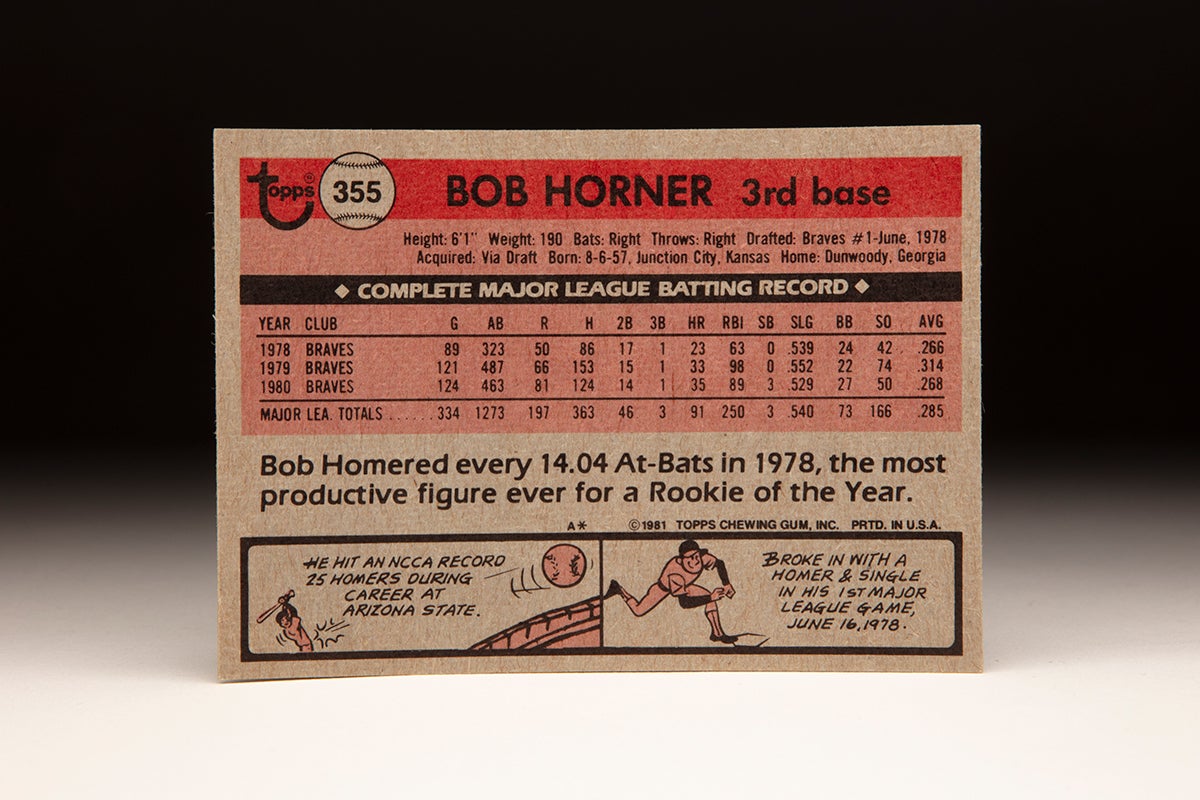 topps 355 BOB HORNER 3rd base
Height: 6'1" Weight: 190 Bats: Right Throws: Right Drafted: Braves #1-June, 1978
Acquired: Via Draft Born: 8-6-57, Junction City, Kansas Home: Dunwoody, Georgia
◆ COMPLETE MAJOR LEAGUE BATTING RECORD ◆
YEAR CLUB G AB R H 2B 3B HR RBI SB SLG BB SO AVG
1978 BRAVES 89 323 50 86 17 1 23 63 0 .539 24 42 .266
1979 BRAVES 121 487 66 153 15 1 33 98 0 .552 22 74 .314
1980 BRAVES 124 463 81 124 14 1 35 89 3 .529 27 50 .268
MAJOR LEA. TOTALS ...... 334 1273 197 363 46 3 91 250 3 .540 73 166 .285
Bob Homered every 14.04 At-Bats in 1978, the most
productive figure ever for a Rookie of the Year.
A* ©1981 TOPPS CHEWING GUM, INC. PRTD. IN U.S.A.
HE HIT AN NCCA RECORD
25 HOMERS DURING
CAREER AT
ARIZONA STATE.
BROKE IN WITH A
HOMER & SINGLE
IN HIS 1ST MAJOR
LEAGUE GAME,
JUNE 16, 1978.